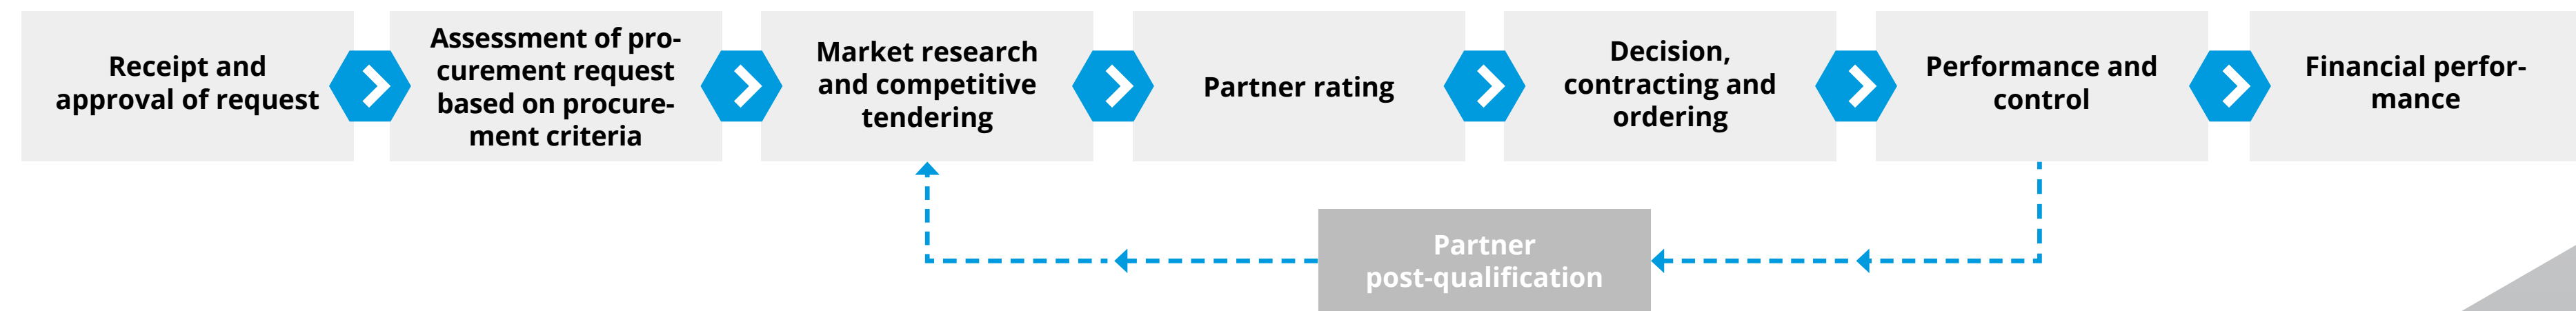 Receipt and
approval of request
Assessment of pro-
curement request
based on procure-
ment criteria
Market research
and competitive
tendering
Partner rating
Decision,
contracting and
ordering
Performance and
control
Financial perfor-
mance
Partner
post-qualification